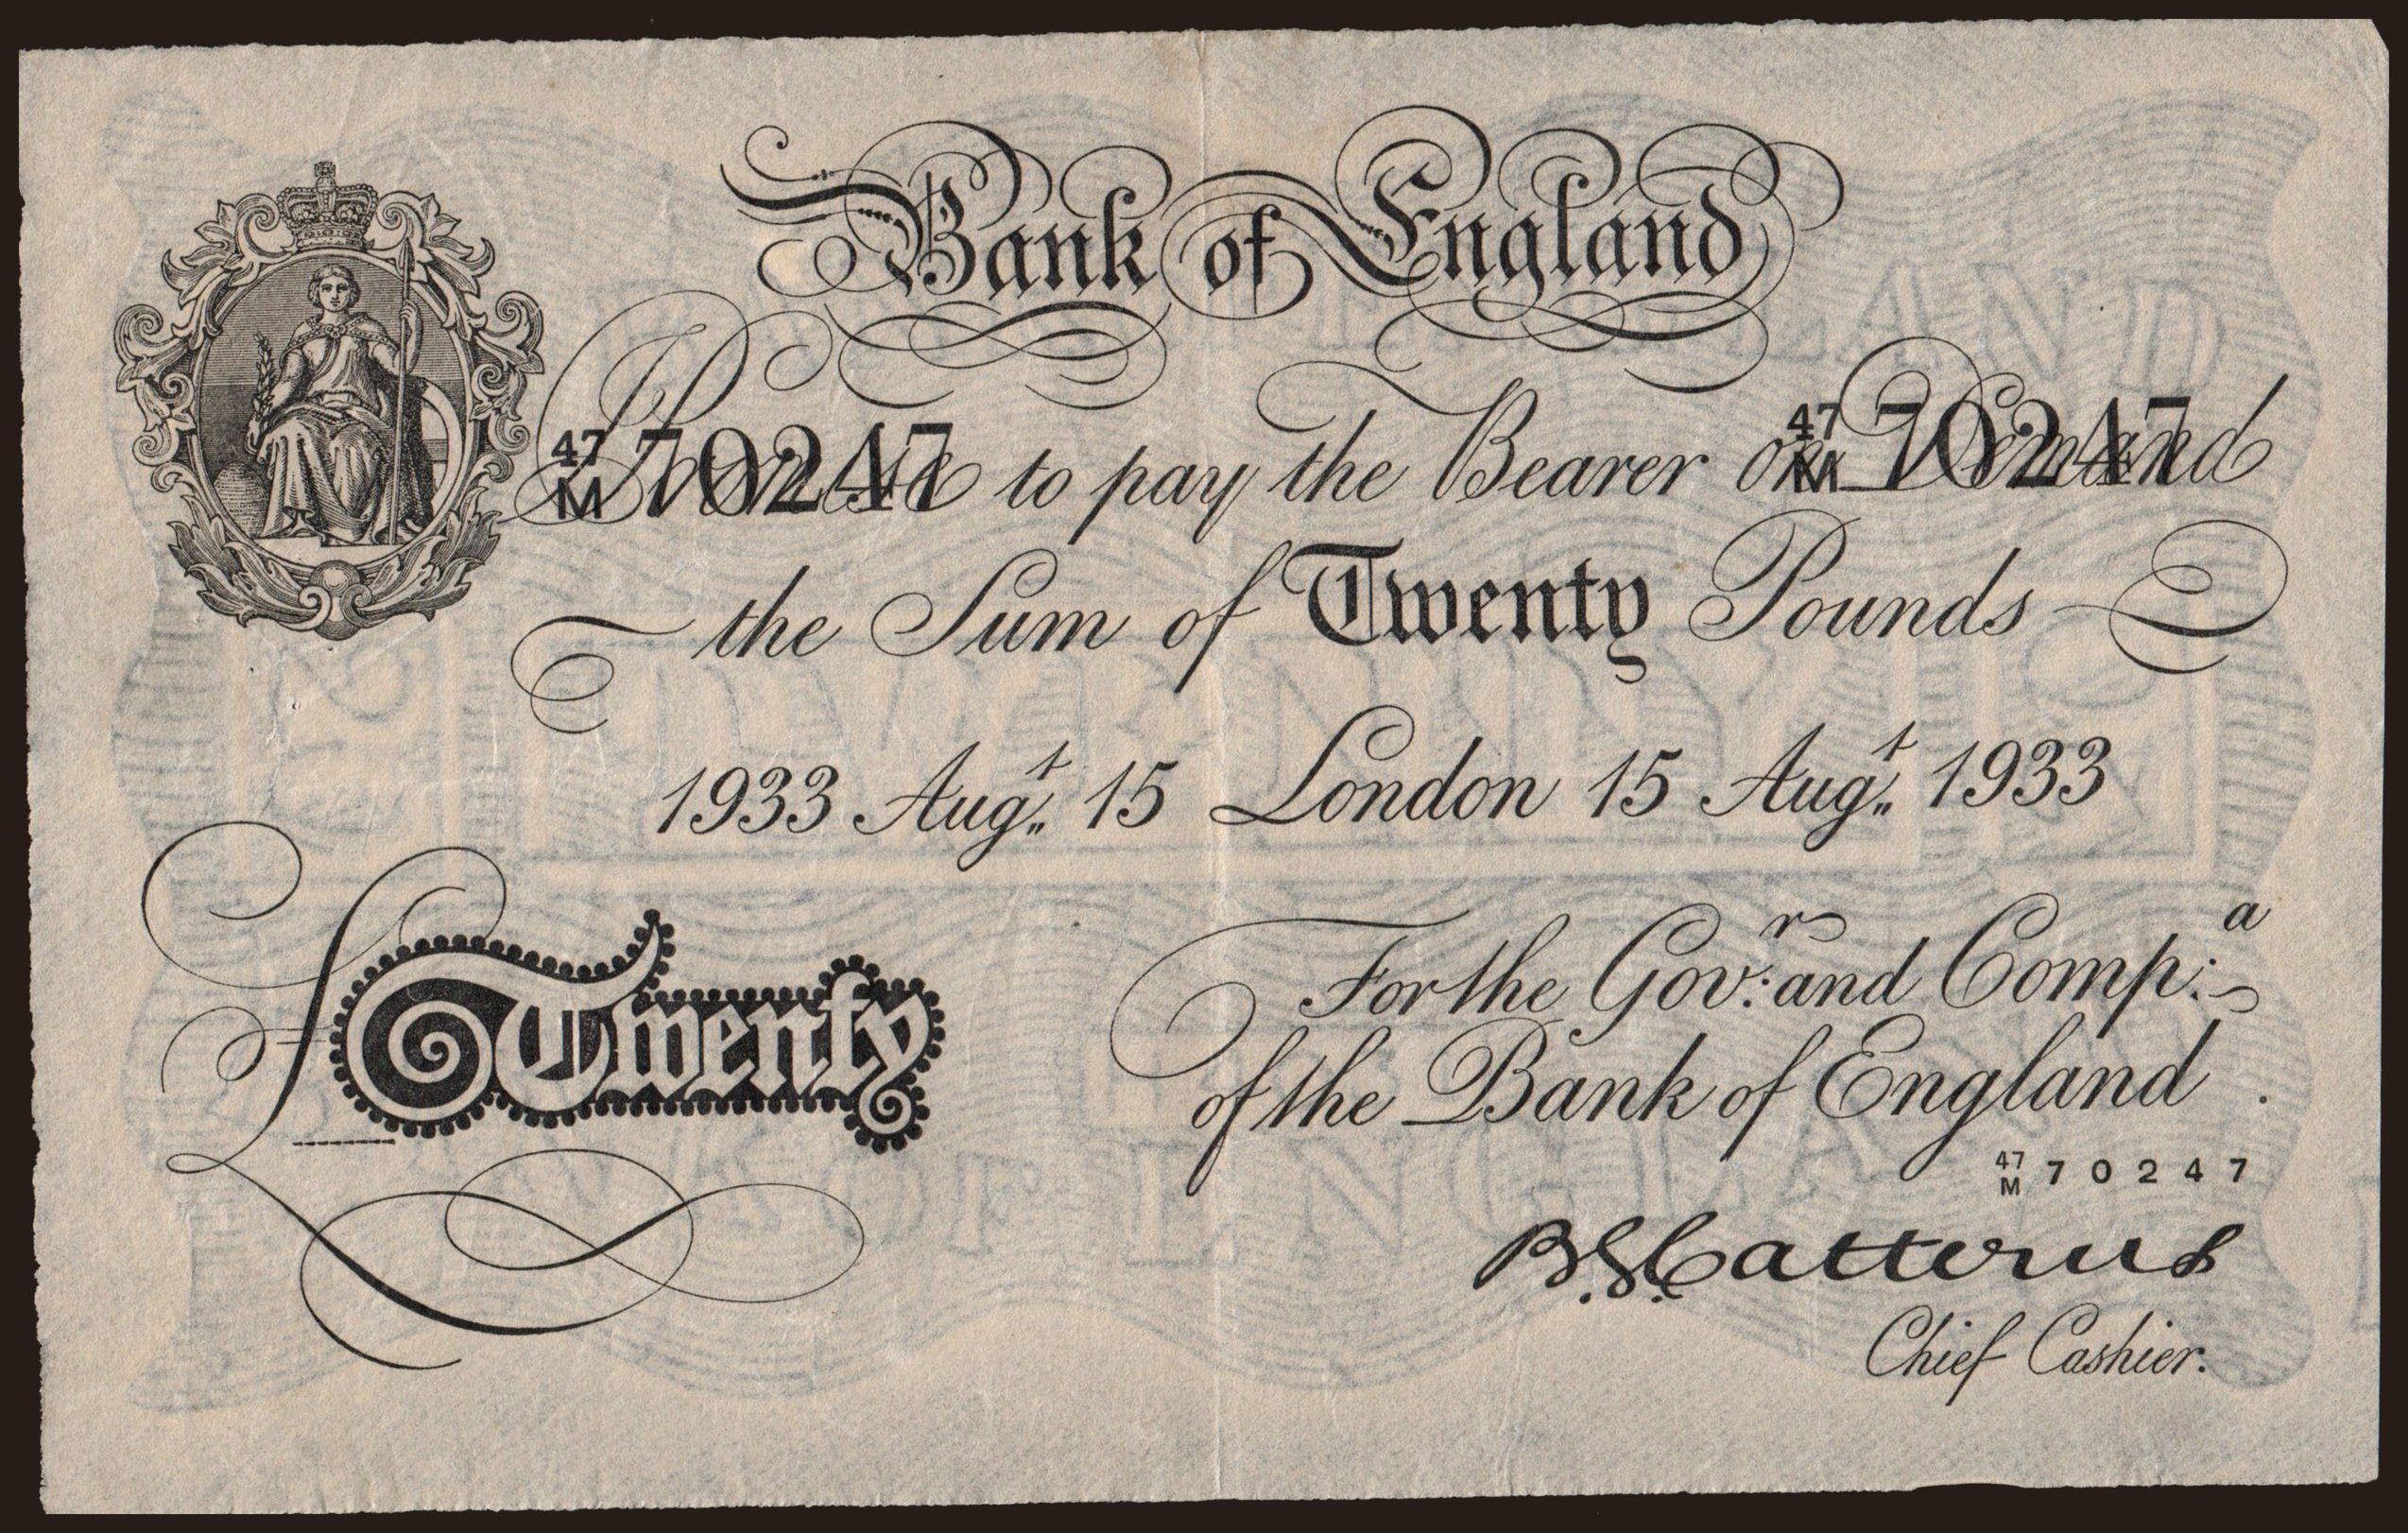 Bank of England
47/M 70247 47/M 70247
Promise to pay the Bearer on Demand
the Sum of Twenty Pounds
1933 Augt. 15 London 15 Augt. 1933
For the Govr: and Compa:
£Twenty
of the Bank of England.
47/M 70247
B.G. Catterns
Chief Cashier.